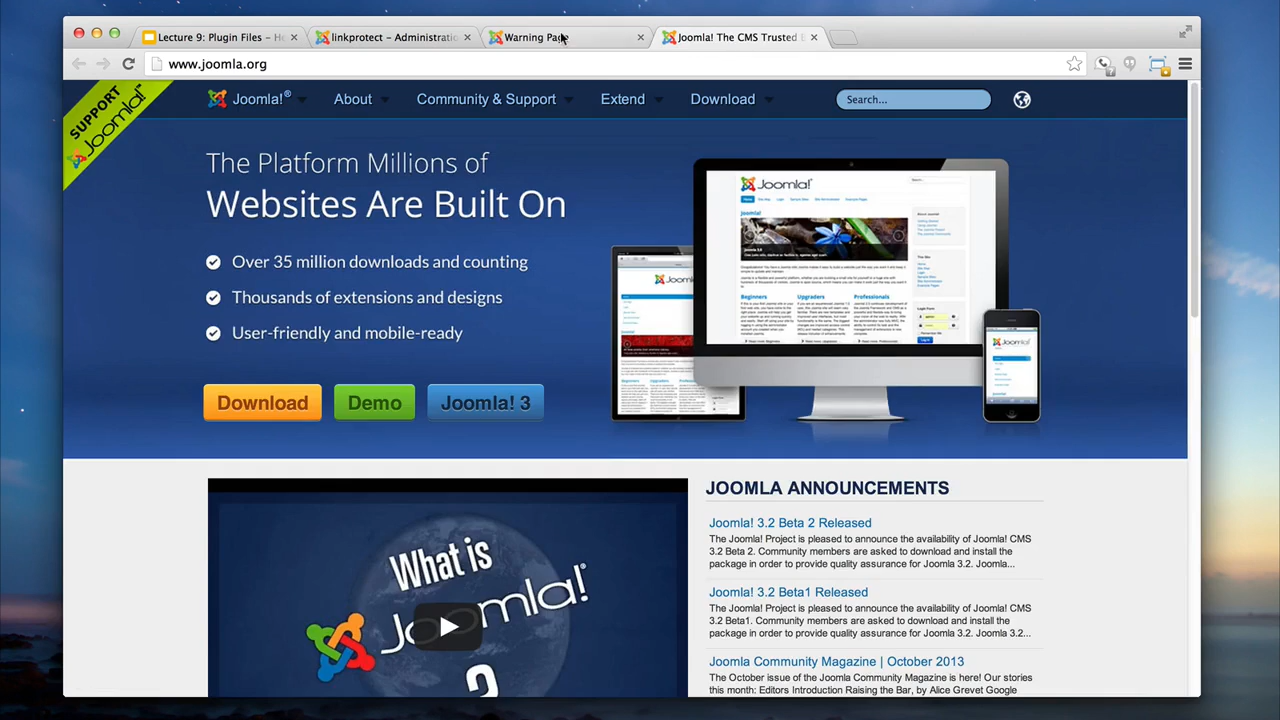 Lecture 9: Plugin Files – He
linkprotect – Administratio
Warning Page
Joomla! The CMS Trusted B
www.joomla.org
SUPPORT
Joomla!
Joomla!®
About
Community & Support
Extend
Download
Search...
The Platform Millions of
Websites Are Built On
Over 35 million downloads and counting
Thousands of extensions and designs
User-friendly and mobile-ready
Download
Demo
Joomla! 3
Joomla!
Joomla!
Beginners
Upgraders
Professionals
What is
Joomla!
?
JOOMLA ANNOUNCEMENTS
Joomla! 3.2 Beta 2 Released
The Joomla! Project is pleased to announce the availability of Joomla! CMS
3.2 Beta 2. Community members are asked to download and install the
package in order to provide quality assurance for Joomla 3.2. Joomla...
Joomla! 3.2 Beta1 Released
The Joomla! Project is pleased to announce the availability of Joomla! CMS
3.2 Beta1. Community members are asked to download and install the
package in order to provide quality assurance for Joomla 3.2. Joomla 3.2...
Joomla Community Magazine | October 2013
The October issue of the Joomla Community Magazine is here! Our stories
this month: Editors Introduction Raising the Bar, by Alice Grevet Google